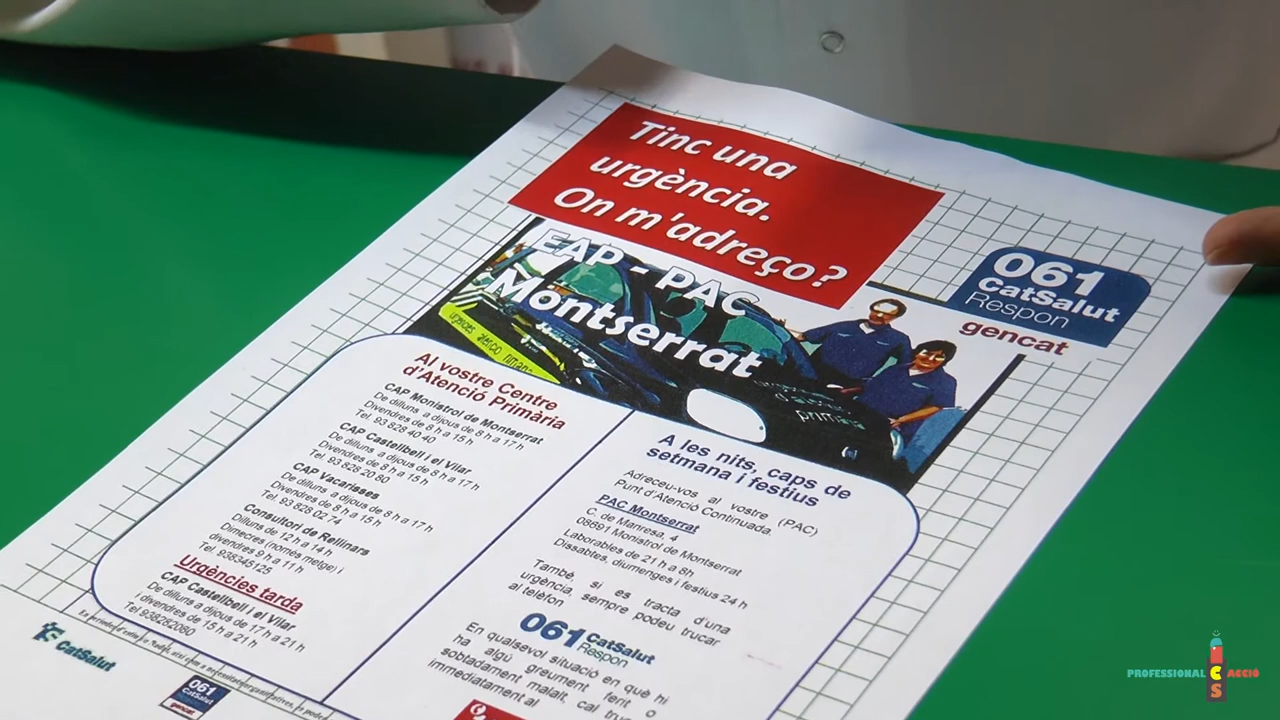 Tinc una
urgència.
On m'adreço?
EAP - PAC
Montserrat
061
CatSalut
Respon
gencat
urgències atenció
primària
Al vostre Centre
d'Atenció Primària
CAP Monistrol de Montserrat
De dilluns a dijous de 8 h a 17 h
Divendres de 8 h a 15 h
Tel. 93 828 40 40
CAP Castellbell i el Vilar
De dilluns a dijous de 8 h a 17 h
Divendres de 8 h a 15 h
Tel. 93 828 20 80
CAP Vacarisses
De dilluns a dijous de 8 h a 17 h
Divendres de 8 h a 15 h
Tel. 93 828 02 74
Consultori de Rellinars
Dilluns de 12 h a 14 h
Dimecres (només metge) i
divendres 9 h a 11 h
Tel. 938345125
Urgències tarda
CAP Castellbell i el Vilar
De dilluns a dijous de 17 h a 21 h
i divendres de 15 h a 21 h
Tel 938282080
A les nits, caps de
setmana i festius
Adreceu-vos al vostre (PAC)
Punt d'Atenció Continuada.
PAC Montserrat
C. de Manresa, 4
08691 Monistrol de Montserrat
Laborables de 21 h a 8h
Dissabtes, diumenges i festius 24 h
També, si es tracta d'una
urgència, sempre podeu trucar
al telèfon
061 CatSalut
Respon
En qualsevol situació en què hi
ha algú greument ferit o
sobtadament malalt, cal
immediatament al
CatSalut
061
CatSalut
gencat
PROFESSIONAL ICS ACCIÓ